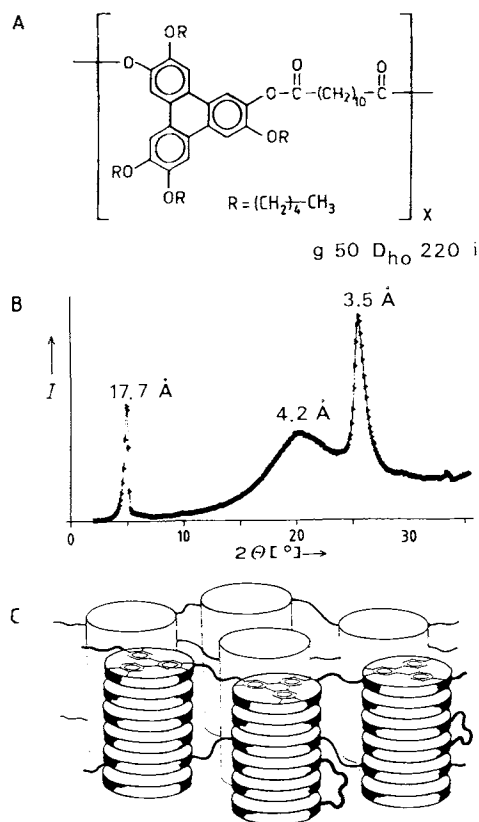 A
OR
OR
O
O
O
O–C–(CH₂)₁₀–C
OR
RO
OR
R = (CH₂)₄–CH₃
x
g 50 D_ho 220 i
B
3.5 Å
I
17.7 Å
4.2 Å
0 10 20 30
2Θ[°]→
C